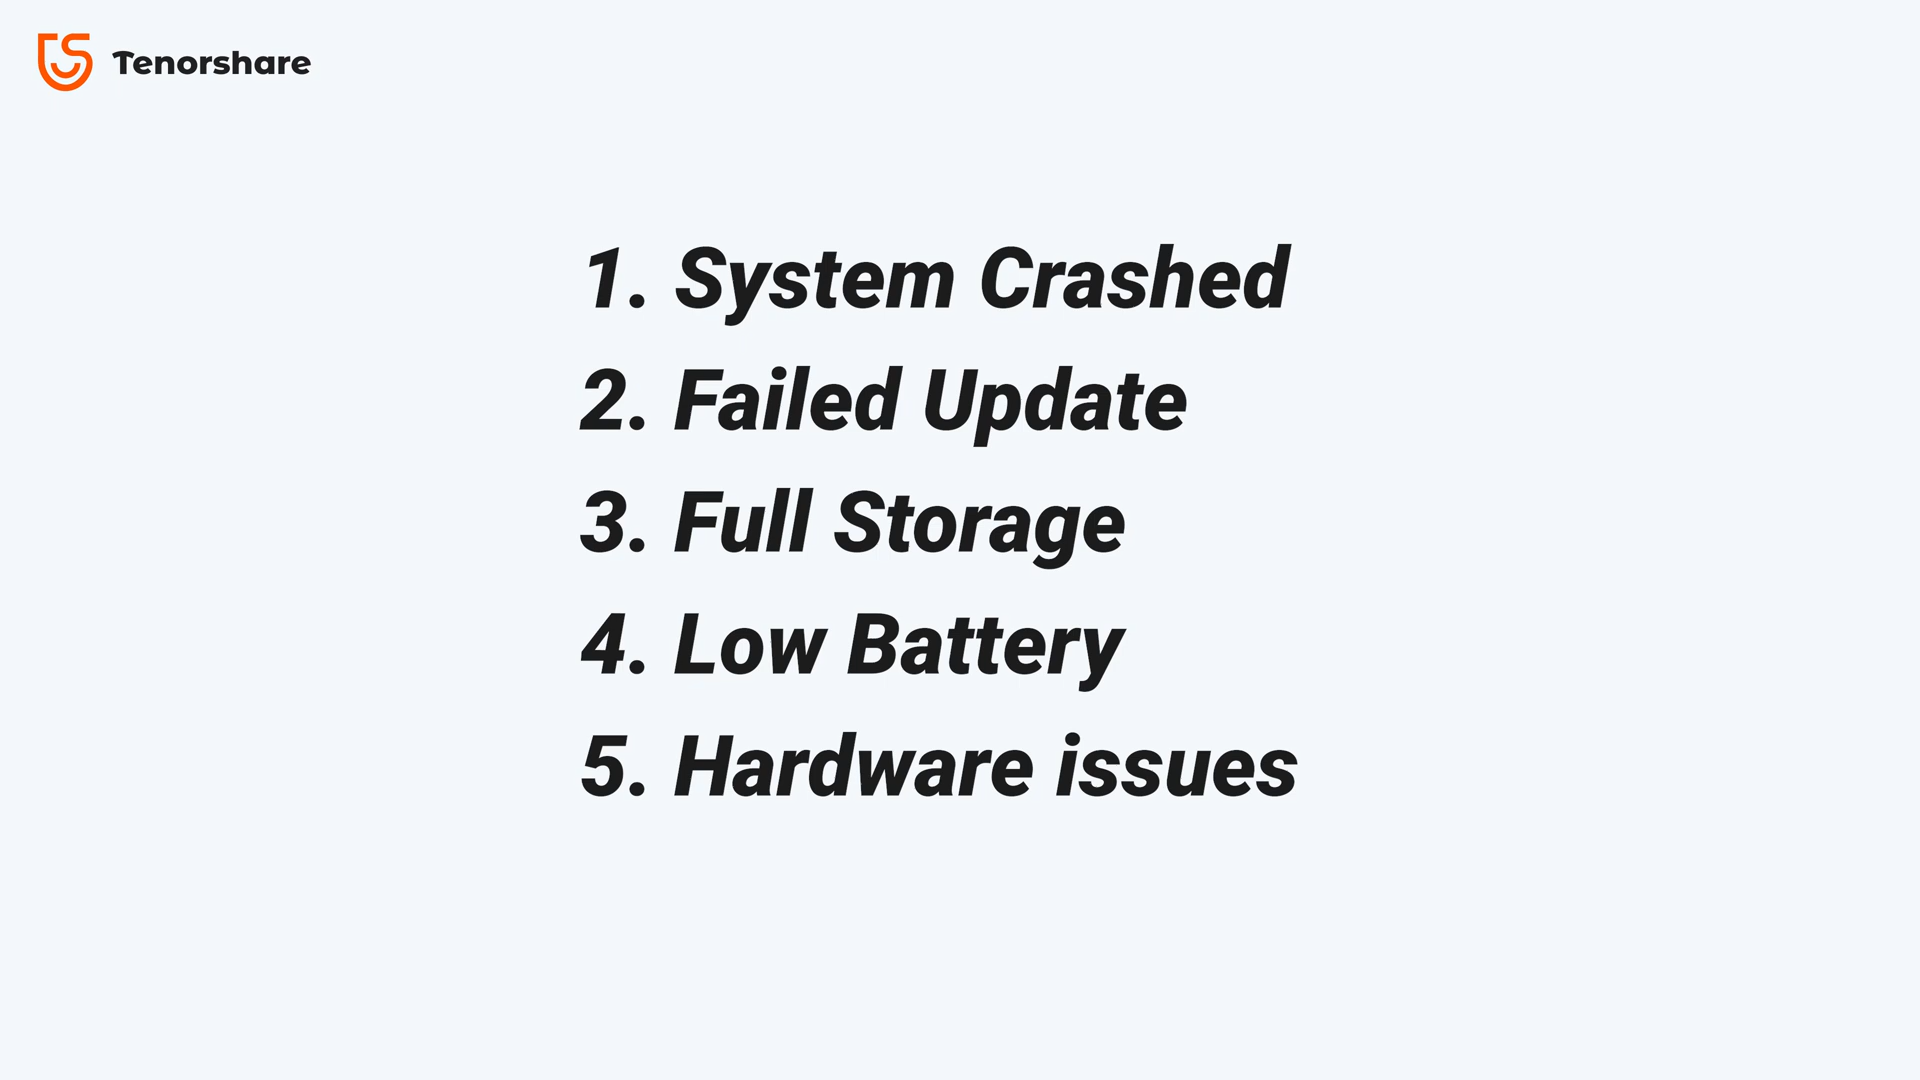 Tenorshare
1. System Crashed
2. Failed Update
3. Full Storage
4. Low Battery
5. Hardware issues